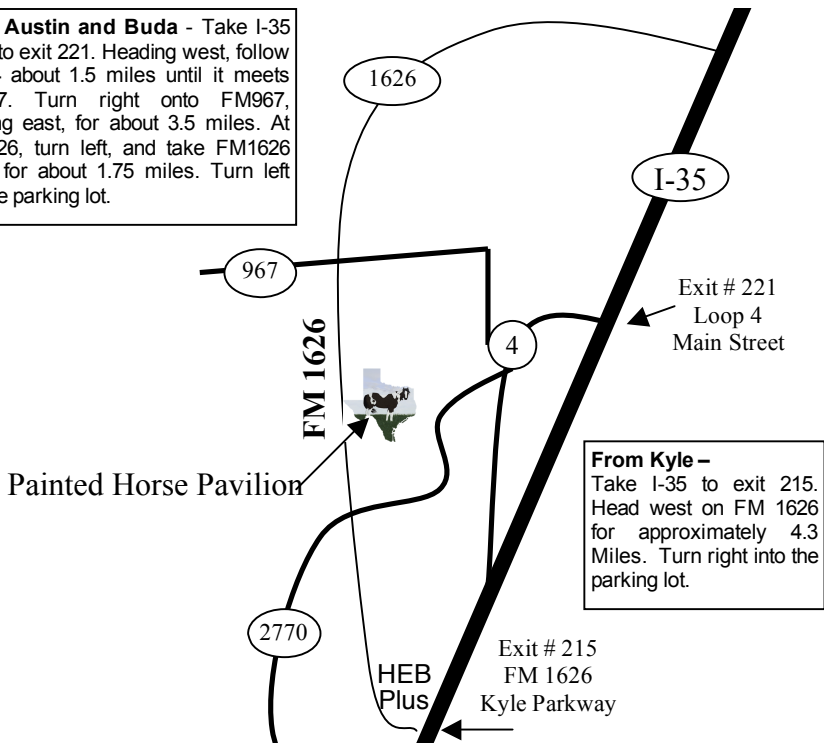 Austin and Buda - Take I-35
to exit 221. Heading west, follow
about 1.5 miles until it meets
7. Turn right onto FM967,
ng east, for about 3.5 miles. At
26, turn left, and take FM1626
for about 1.75 miles. Turn left
e parking lot.
1626
I-35
967
Exit # 221
Loop 4
Main Street
4
FM 1626
Painted Horse Pavilion
From Kyle –
Take I-35 to exit 215.
Head west on FM 1626
for approximately 4.3
Miles. Turn right into the
parking lot.
2770
HEB
Plus
Exit # 215
FM 1626
Kyle Parkway